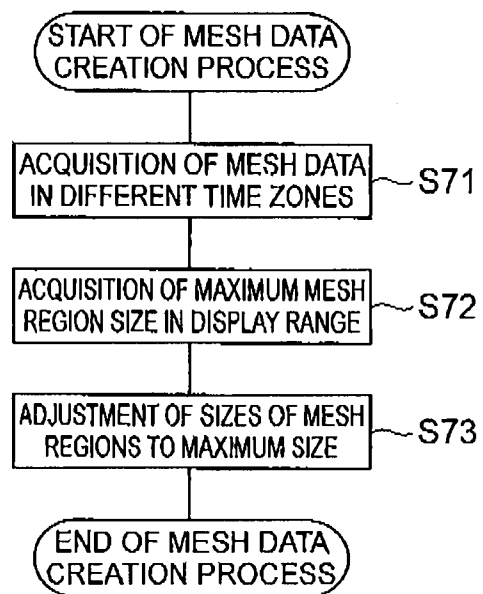 START OF MESH DATA
CREATION PROCESS
ACQUISITION OF MESH DATA
IN DIFFERENT TIME ZONES
S71
ACQUISITION OF MAXIMUM MESH
REGION SIZE IN DISPLAY RANGE
S72
ADJUSTMENT OF SIZES OF MESH
REGIONS TO MAXIMUM SIZE
S73
END OF MESH DATA
CREATION PROCESS